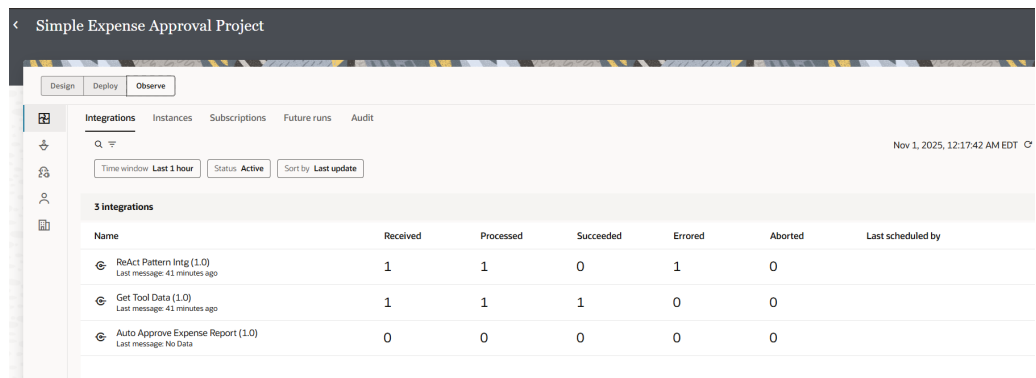 Simple Expense Approval Project
Design Deploy Observe
Integrations Instances Subscriptions Future runs Audit
Nov 1, 2025, 12:17:42 AM EDT
Time window Last 1 hour Status Active Sort by Last update
3 integrations
Name Received Processed Succeeded Errored Aborted Last scheduled by
ReAct Pattern Intg (1.0) 1 1 0 1 0
Last message: 41 minutes ago
Get Tool Data (1.0) 1 1 1 0 0
Last message: 41 minutes ago
Auto Approve Expense Report (1.0) 0 0 0 0 0
Last message: No Data